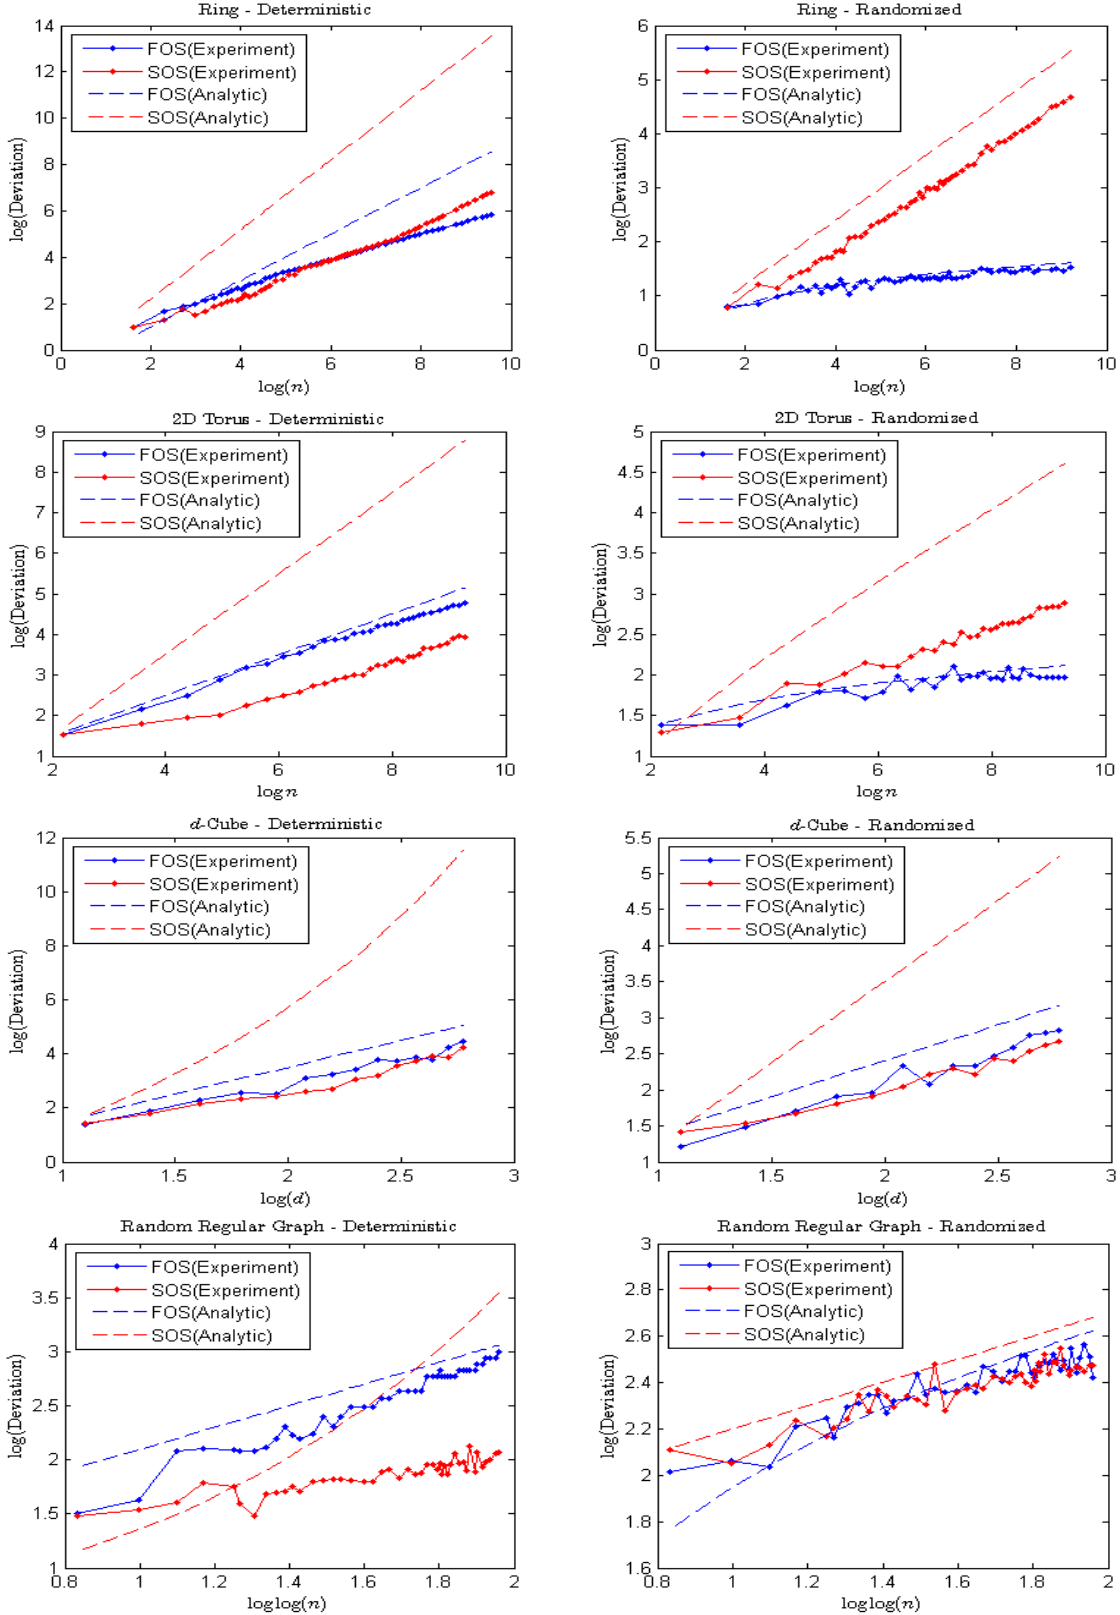 Ring - Deterministic
14
12
10
8
6
4
2
0
FOS(Experiment)
SOS(Experiment)
FOS(Analytic)
SOS(Analytic)
log(Deviation)
0 2 4 6 8 10
log(n)
Ring - Randomized
6
5
4
3
2
1
0
FOS(Experiment)
SOS(Experiment)
FOS(Analytic)
SOS(Analytic)
log(Deviation)
0 2 4 6 8 10
log(n)
2D Torus - Deterministic
9
8
7
6
5
4
3
2
1
FOS(Experiment)
SOS(Experiment)
FOS(Analytic)
SOS(Analytic)
log(Deviation)
2 4 6 8 10
log n
2D Torus - Randomized
5
4.5
4
3.5
3
2.5
2
1.5
1
FOS(Experiment)
SOS(Experiment)
FOS(Analytic)
SOS(Analytic)
log(Deviation)
2 4 6 8 10
log n
d-Cube - Deterministic
12
10
8
6
4
2
0
FOS(Experiment)
SOS(Experiment)
FOS(Analytic)
SOS(Analytic)
log(Deviation)
1 1.5 2 2.5 3
log(d)
d-Cube - Randomized
5.5
5
4.5
4
3.5
3
2.5
2
1.5
1
FOS(Experiment)
SOS(Experiment)
FOS(Analytic)
SOS(Analytic)
log(Deviation)
1 1.5 2 2.5 3
log(d)
Random Regular Graph - Deterministic
4
3.5
3
2.5
2
1.5
1
FOS(Experiment)
SOS(Experiment)
FOS(Analytic)
SOS(Analytic)
log(Deviation)
0.8 1 1.2 1.4 1.6 1.8 2
log log(n)
Random Regular Graph - Randomized
3
2.8
2.6
2.4
2.2
2
1.8
1.6
FOS(Experiment)
SOS(Experiment)
FOS(Analytic)
SOS(Analytic)
log(Deviation)
0.8 1 1.2 1.4 1.6 1.8 2
log log(n)